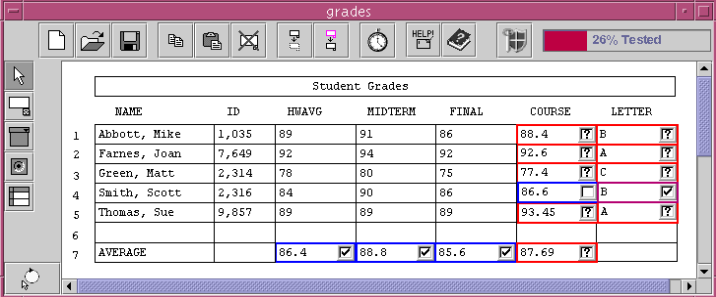 grades
HELP!
26% Tested
Student Grades
NAME ID HWAVG MIDTERM FINAL COURSE LETTER
1 Abbott, Mike 1,035 89 91 86 88.4 ? B ?
2 Farnes, Joan 7,649 92 94 92 92.6 ? A ?
3 Green, Matt 2,314 78 80 75 77.4 ? C ?
4 Smith, Scott 2,316 84 90 86 86.6 B
5 Thomas, Sue 9,857 89 89 89 93.45 ? A ?
6
7 AVERAGE 86.4 88.8 85.6 87.69 ?